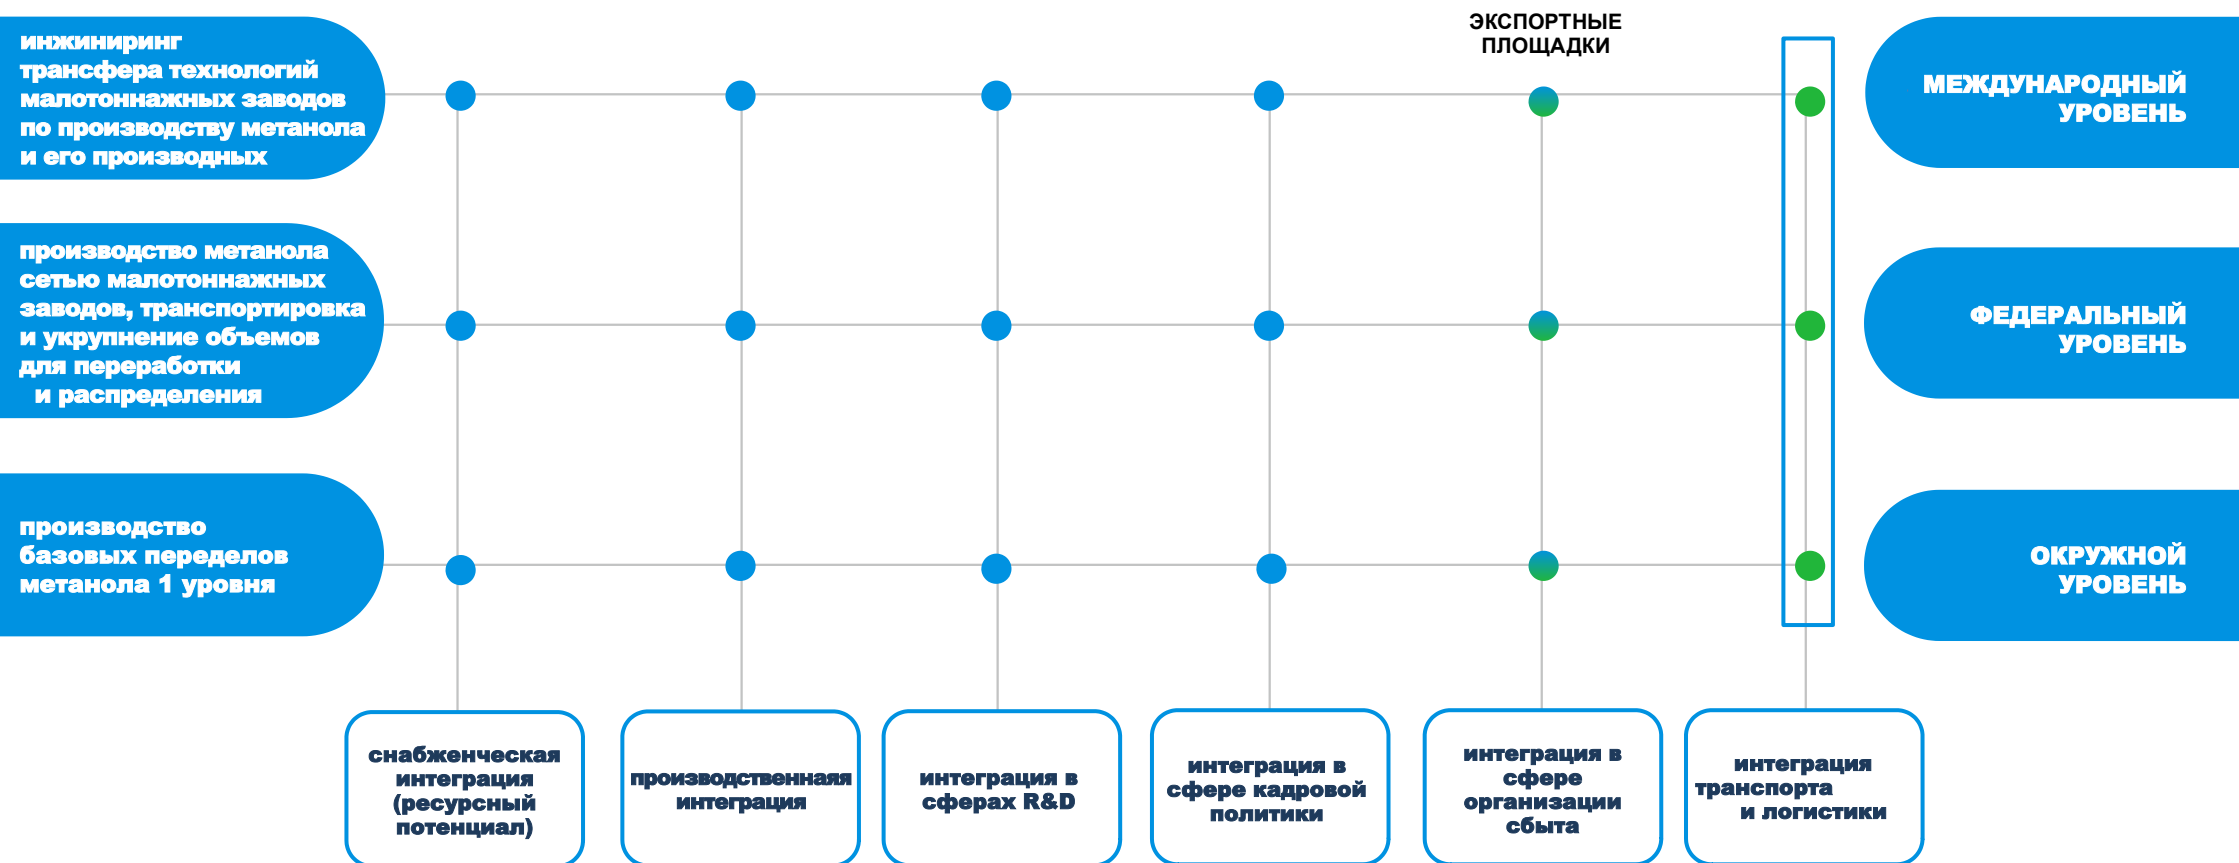 ЭКСПОРТНЫЕ
ПЛОЩАДКИ
инжиниринг
трансфера технологий
малотоннажных заводов
по производству метанола
и его производных
МЕЖДУНАРОДНЫЙ
УРОВЕНЬ
производство метанола
сетью малотоннажных
заводов, транспортировка
и укрупнение объемов
для переработки
и распределения
ФЕДЕРАЛЬНЫЙ
УРОВЕНЬ
производство
базовых переделов
метанола 1 уровня
ОКРУЖНОЙ
УРОВЕНЬ
снабженческая
интеграция
(ресурсный
потенциал)
производственнаяя
интеграция
интеграция в
сферах R&D
интеграция в
сфере кадровой
политики
интеграция в
сфере
организации
сбыта
интеграция
транспорта
и логистики